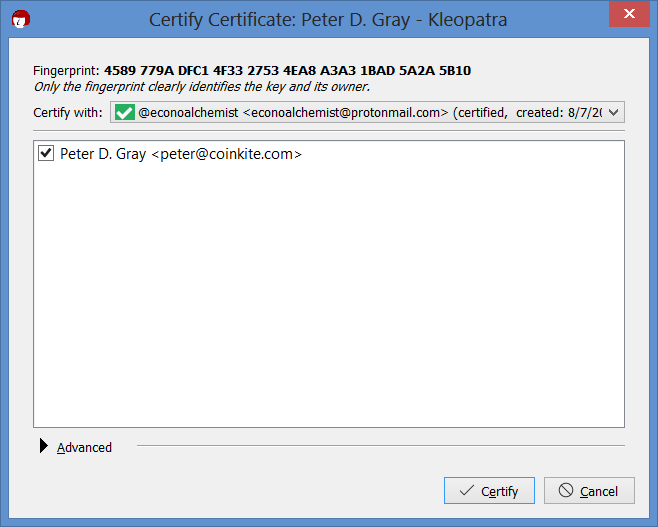 Certify Certificate: Peter D. Gray - Kleopatra
Fingerprint: 4589 779A DFC1 4F33 2753 4EA8 A3A3 1BAD 5A2A 5B10
Only the fingerprint clearly identifies the key and its owner.
Certify with: @econoalchemist <econoalchemist@protonmail.com> (certified, created: 8/7/20
Peter D. Gray <peter@coinkite.com>
Advanced
Certify Cancel